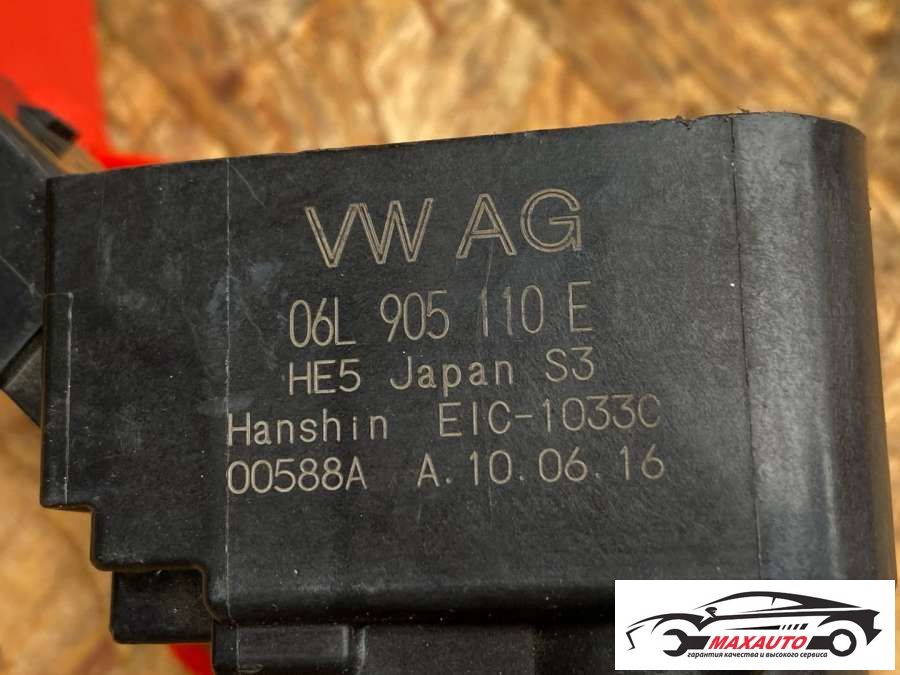 VW AG
06L 905 110 E
HE5 Japan S3
Hanshin EIC-1033C
00588A A.10.06.16
MAXAUTO
гарантия качества и высокого сервиса